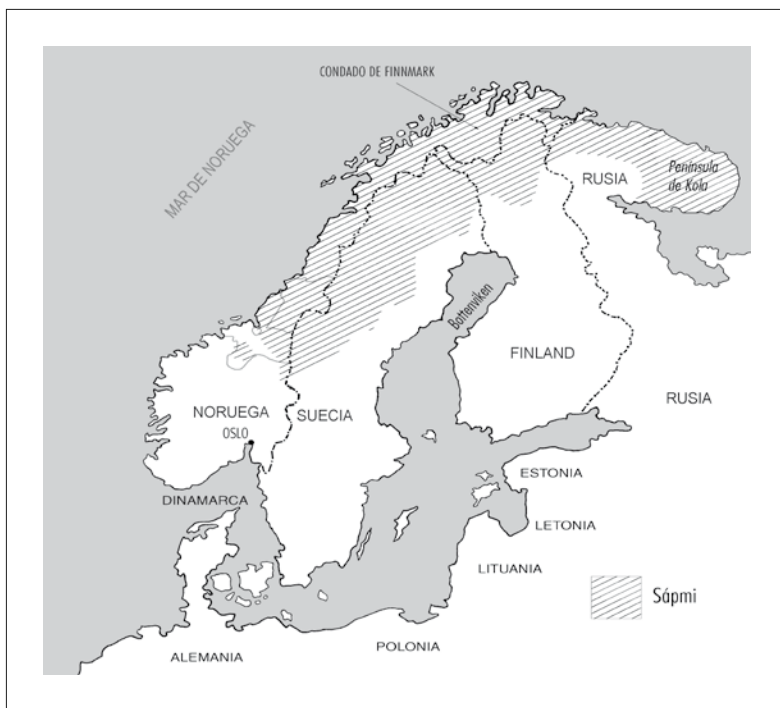 CONDADO DE FINNMARK
MAR DE NORUEGA
Península
de Kola
RUSIA
Bottenviken
FINLAND
NORUEGA
SUECIA
OSLO
RUSIA
ESTONIA
DINAMARCA
LETONIA
LITUANIA
Sápmi
POLONIA
ALEMANIA